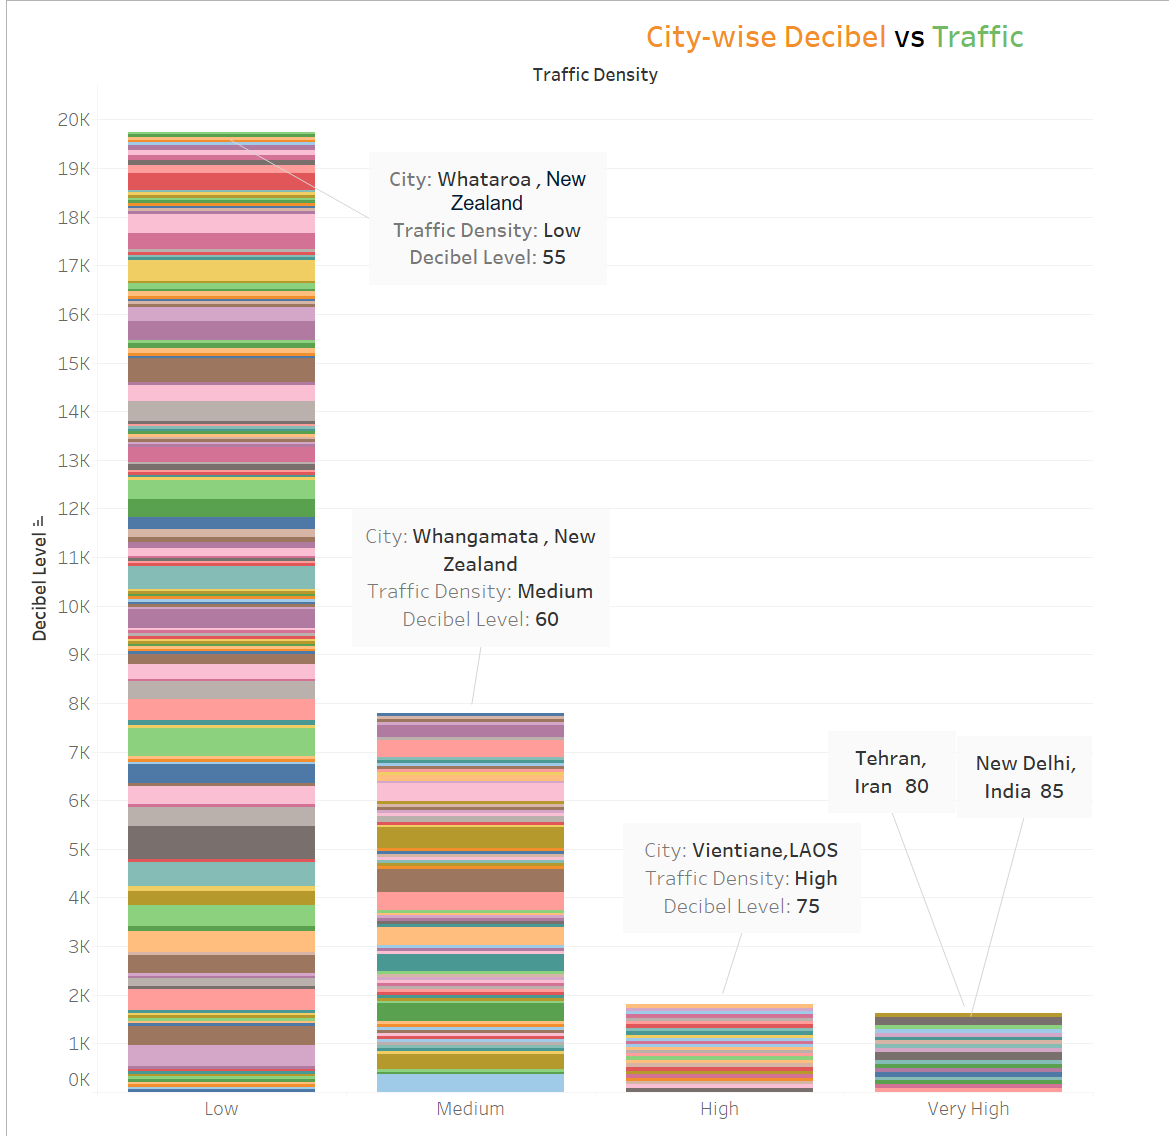 City-wise Decibel vs Traffic
Traffic Density
20K
19K
18K
17K
16K
15K
14K
13K
12K
11K
10K
9K
8K
7K
6K
5K
4K
3K
2K
1K
0K
Decibel Level
City: Whataroa , New
Zealand
Traffic Density: Low
Decibel Level: 55
City: Whangamata , New
Zealand
Traffic Density: Medium
Decibel Level: 60
City: Vientiane,LAOS
Traffic Density: High
Decibel Level: 75
Tehran,
Iran 80
New Delhi,
India 85
Low
Medium
High
Very High